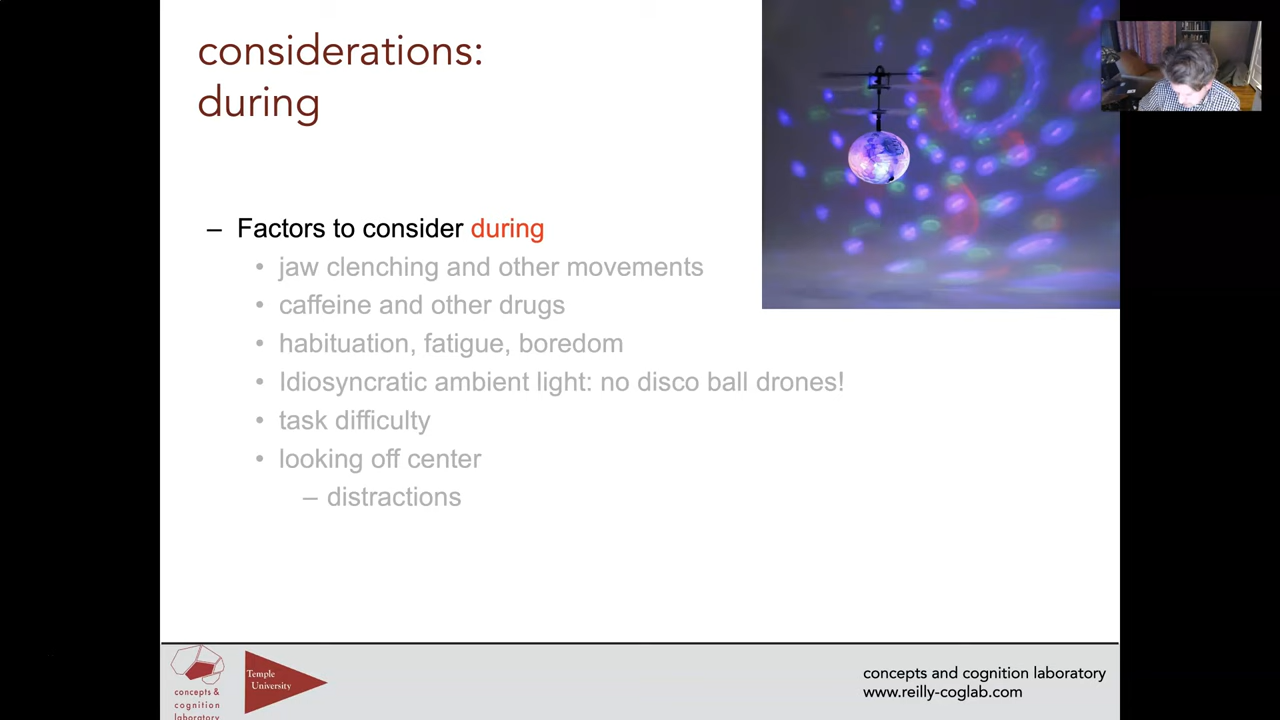 considerations:
during
– Factors to consider during
• jaw clenching and other movements
• caffeine and other drugs
• habituation, fatigue, boredom
• Idiosyncratic ambient light: no disco ball drones!
• task difficulty
• looking off center
– distractions
concepts &
cognition
laboratory
Temple
University
concepts and cognition laboratory
www.reilly-coglab.com